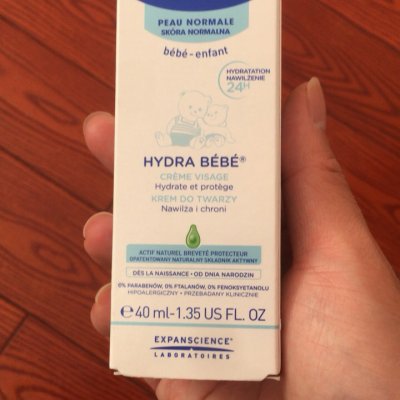 PEAU NORMALE
SKÓRA NORMALNA
bébé-enfant
HYDRATATION
NAWILŻENIE
24H
HYDRA BÉBÉ®
CRÈME VISAGE
Hydrate et protège
KREM DO TWARZY
Nawilża i chroni
ACTIF NATUREL BREVETÉ PROTECTEUR
OPATENTOWANY NATURALNY SKŁADNIK AKTYWNY
DÈS LA NAISSANCE • OD DNIA NARODZIN
0% PARABENÓW, 0% FTALANÓW, 0% FENOKSYETANOLU
HIPOALERGICZNY • PRZEBADANY KLINICZNIE
℮40 ml-1.35 US FL. OZ
EXPANSCIENCE®
LABORATOIRES